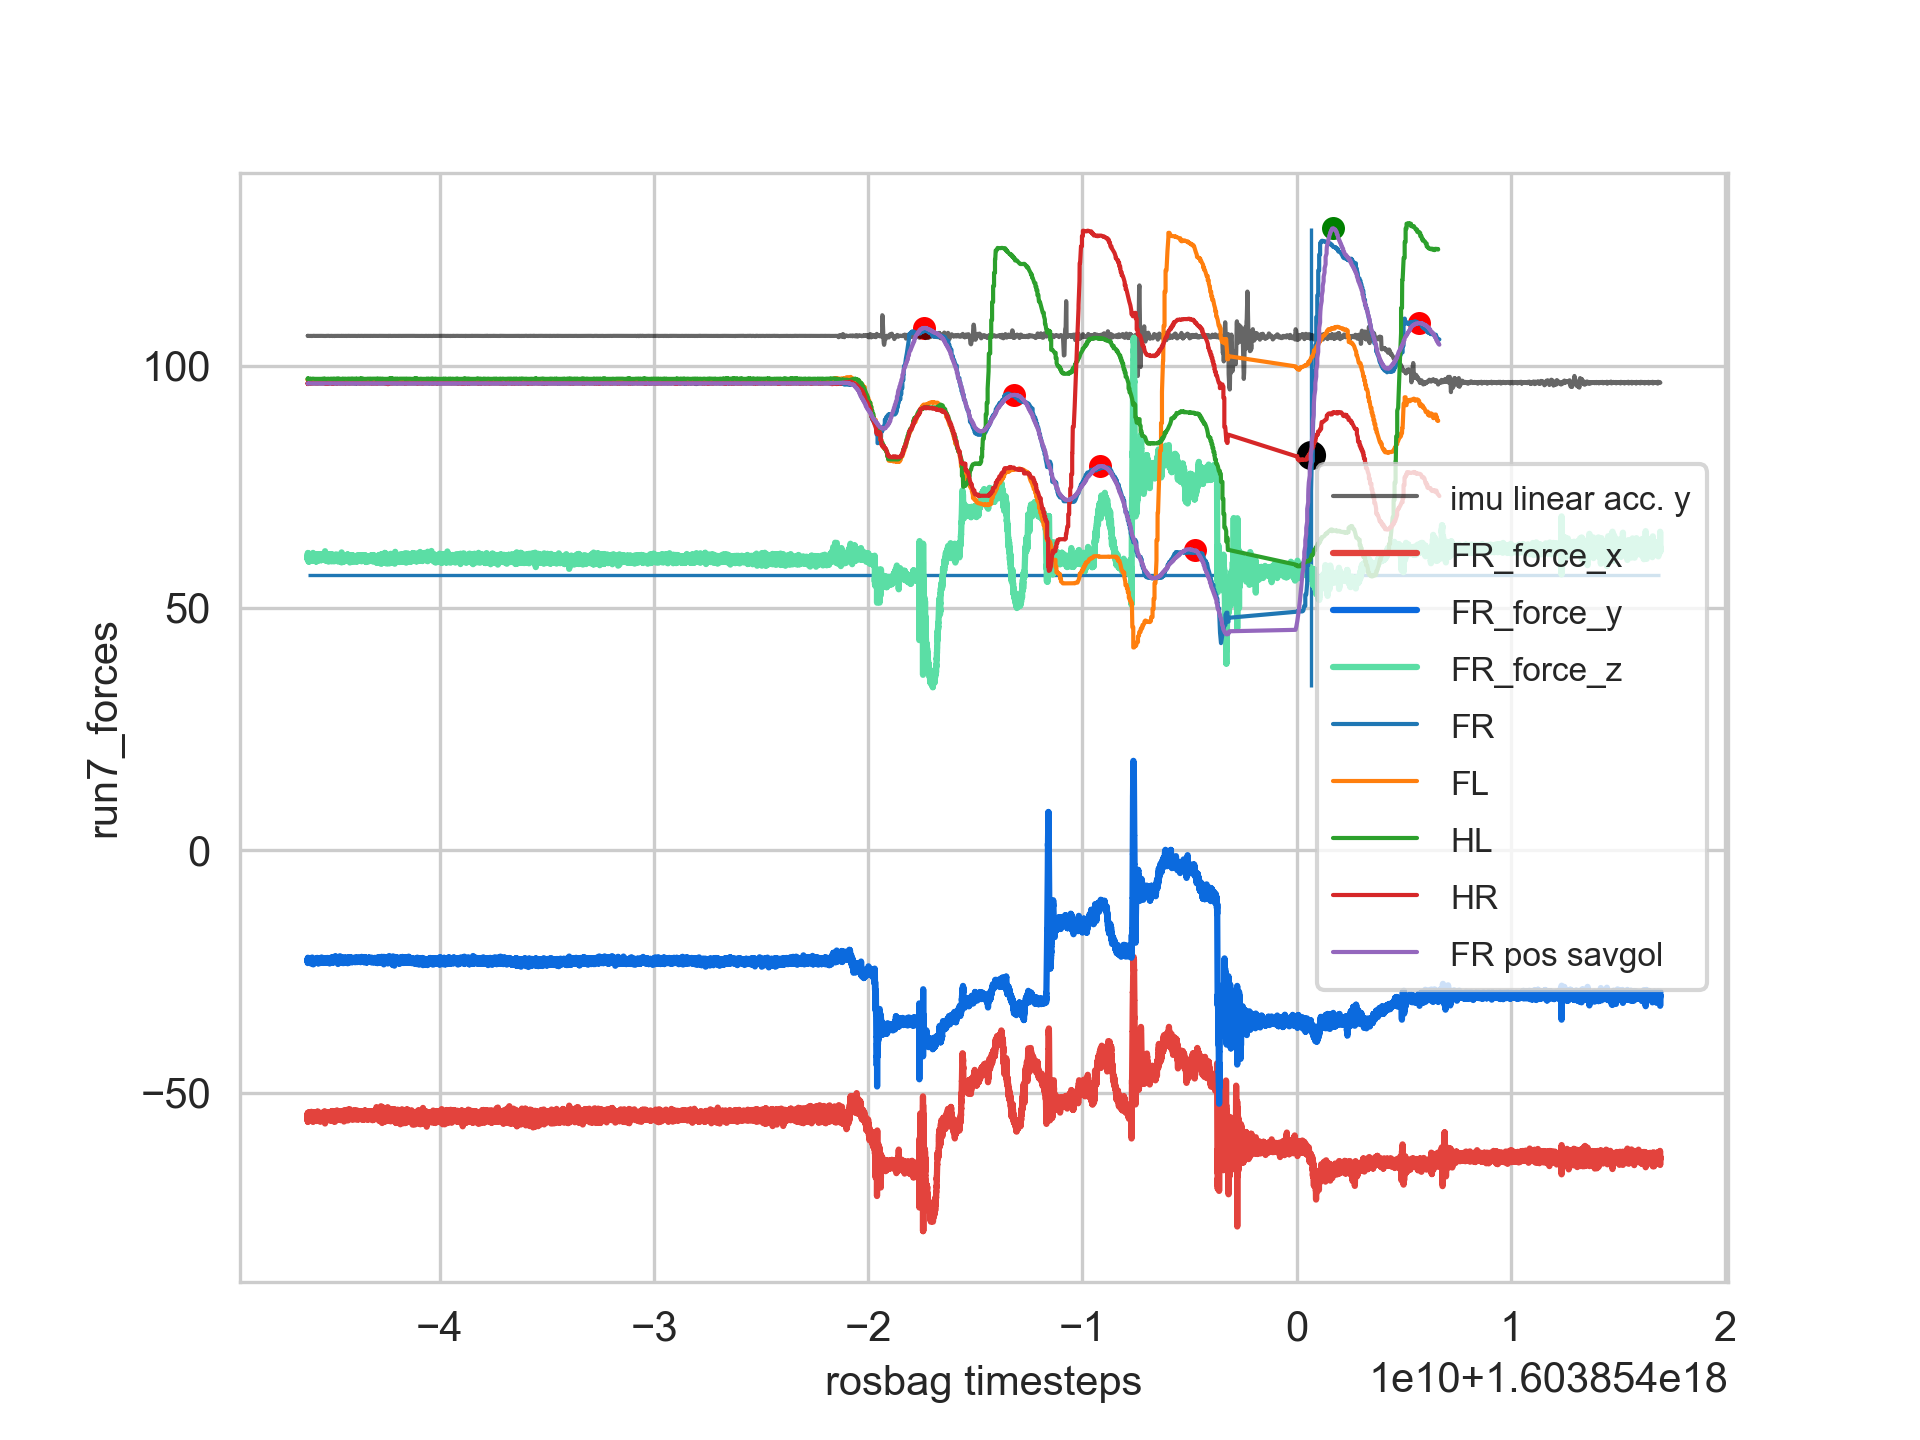 100
50
0
−50
run7_forces
imu linear acc. y
FR_force_x
FR_force_y
FR_force_z
FR
FL
HL
HR
FR pos savgol
−4 −3 −2 −1 0 1 2
rosbag timesteps
1e10+1.603854e18